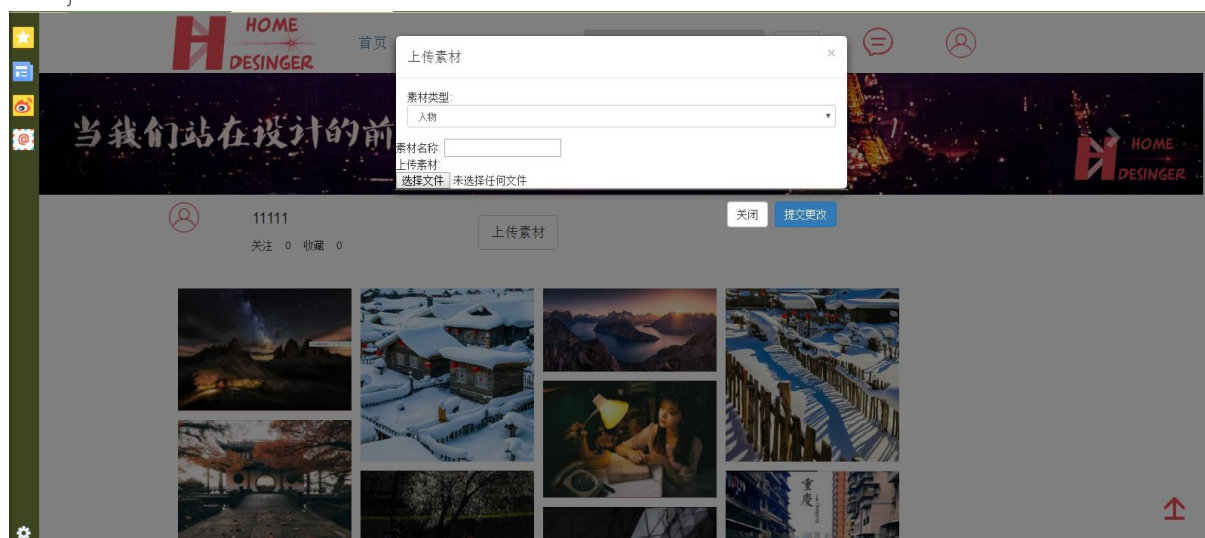 HOME
DESINGER
首页
上传素材
×
素材类型:
人物
素材名称:
上传素材:
选择文件 未选择任何文件
关闭 提交更改
当我们站在设计的前
HOME
DESINGER
11111
关注 0 收藏 0
上传素材
重慶